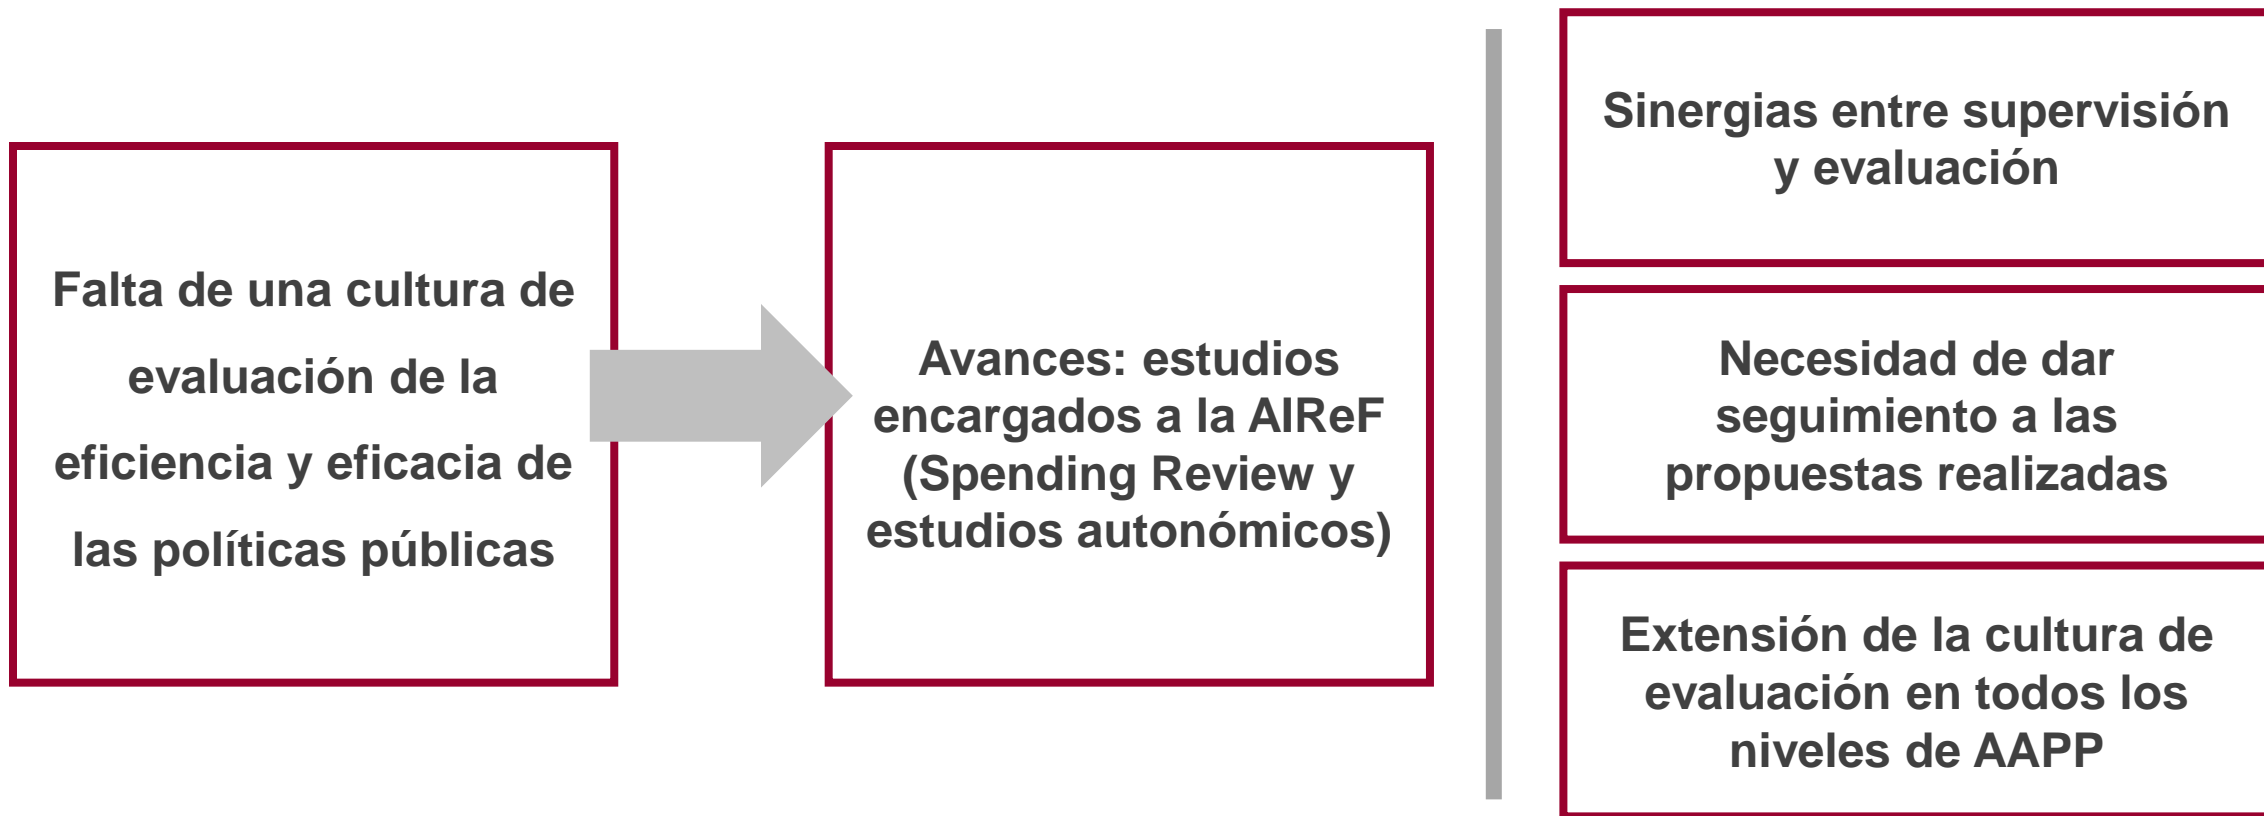 Falta de una cultura de
evaluación de la
eficiencia y eficacia de
las políticas públicas
Avances: estudios
encargados a la AIReF
(Spending Review y
estudios autonómicos)
Sinergias entre supervisión
y evaluación
Necesidad de dar
seguimiento a las
propuestas realizadas
Extensión de la cultura de
evaluación en todos los
niveles de AAPP